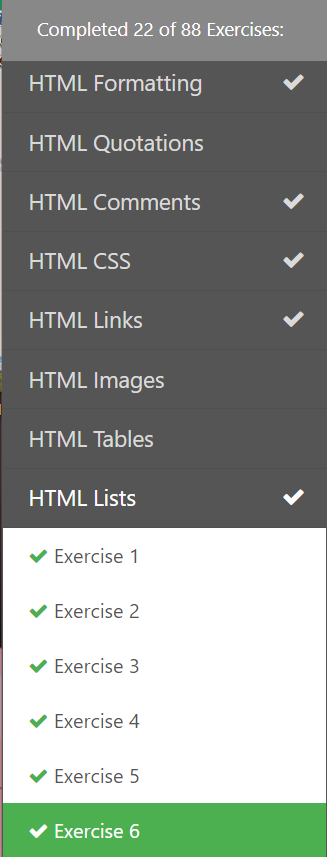 Completed 22 of 88 Exercises:
HTML Formatting
HTML Quotations
HTML Comments
HTML CSS
HTML Links
HTML Images
HTML Tables
HTML Lists
Exercise 1
Exercise 2
Exercise 3
Exercise 4
Exercise 5
Exercise 6